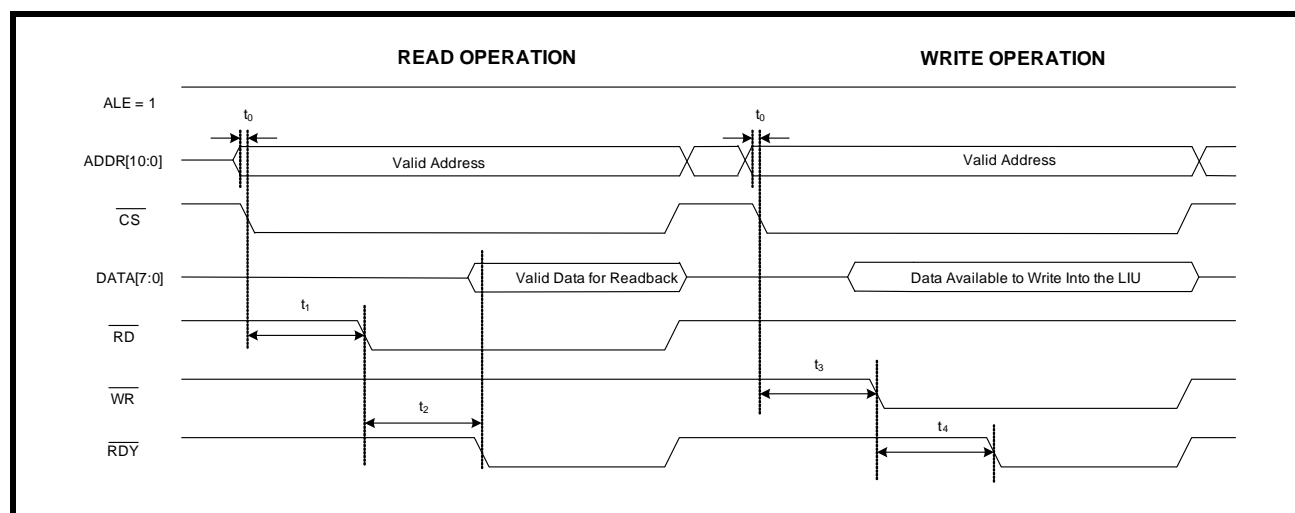 READ OPERATION WRITE OPERATION
ALE = 1
t0 t0
ADDR[10:0] Valid Address Valid Address
CS
DATA[7:0] Valid Data for Readback Data Available to Write Into the LIU
t1
RD
t3
WR
t2
t4
RDY